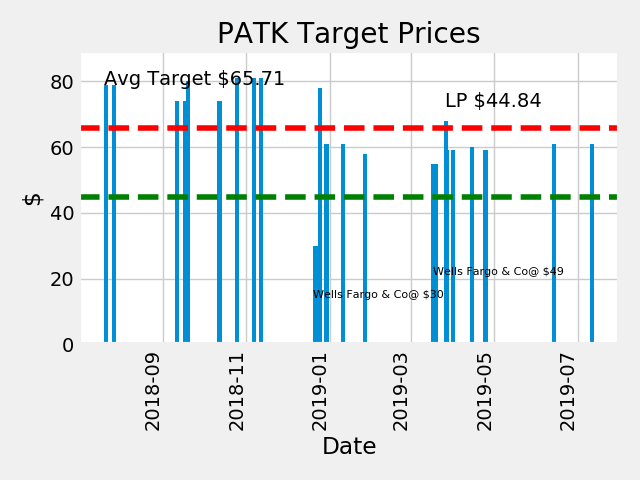 PATK Target Prices
Avg Target $65.71
LP $44.84
Wells Fargo & Co@ $49
Wells Fargo & Co@ $30
80
60
40
20
0
$
2018-09
2018-11
2019-01
2019-03
2019-05
2019-07
Date